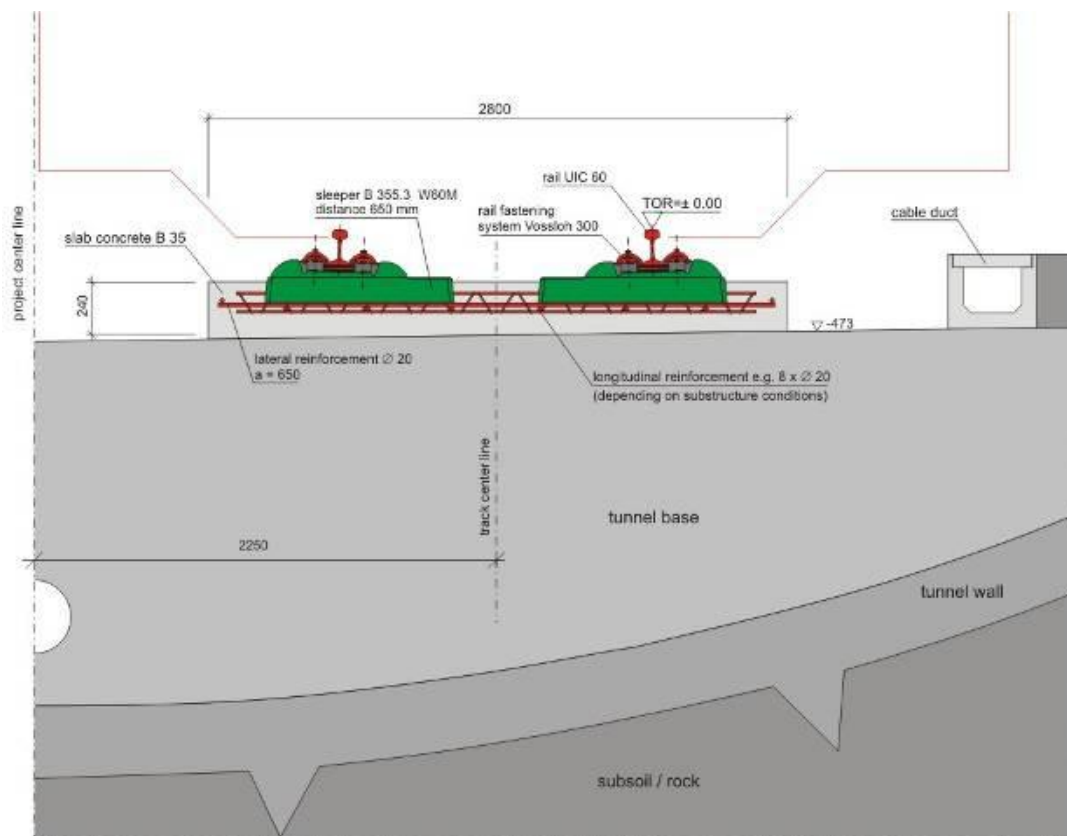 2800
rail UIC 60
sleeper B 355.3 W60M
distance 650 mm
TOR=± 0.00
rail fastening
system Vossloh 300
cable duct
slab concrete B 35
project center line
240
-473
lateral reinforcement ∅ 20
a = 650
longitudinal reinforcement e.g. 8 x ∅ 20
(depending on substructure conditions)
track center line
tunnel base
2250
tunnel wall
subsoil / rock